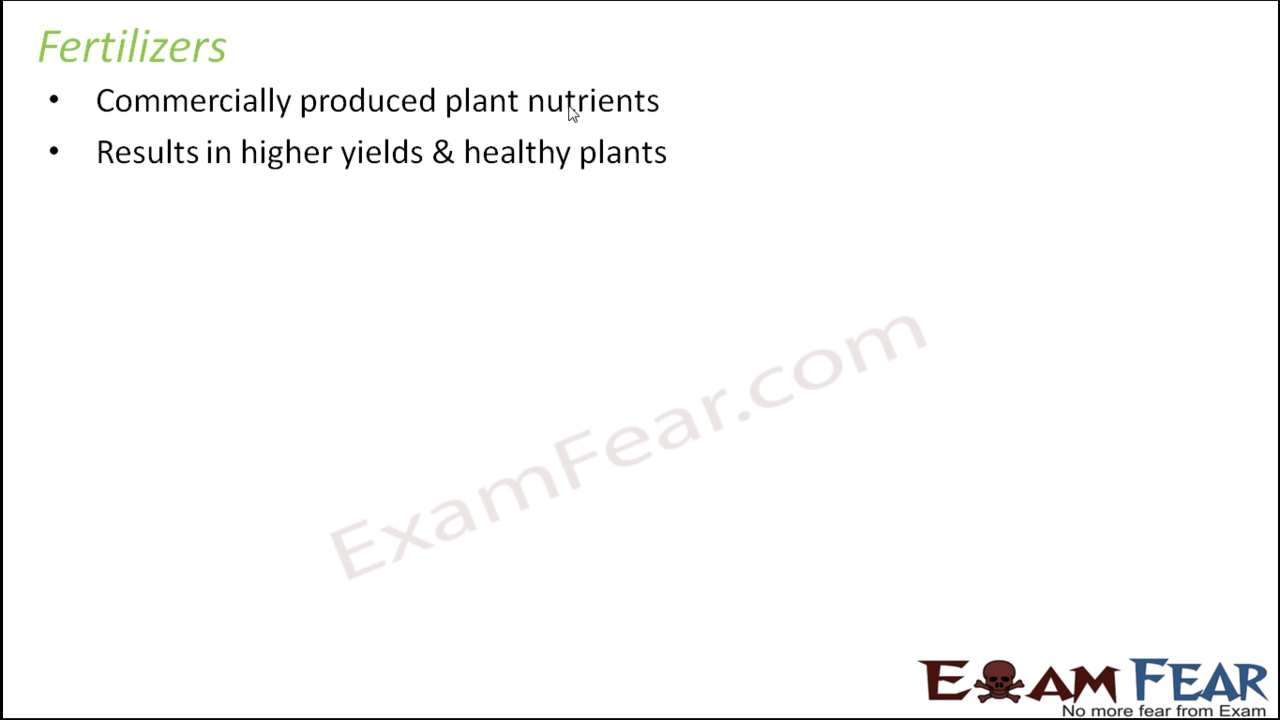 Fertilizers
• Commercially produced plant nutrients
• Results in higher yields & healthy plants
ExamFear.com
EXAM FEAR
No more fear from Exam